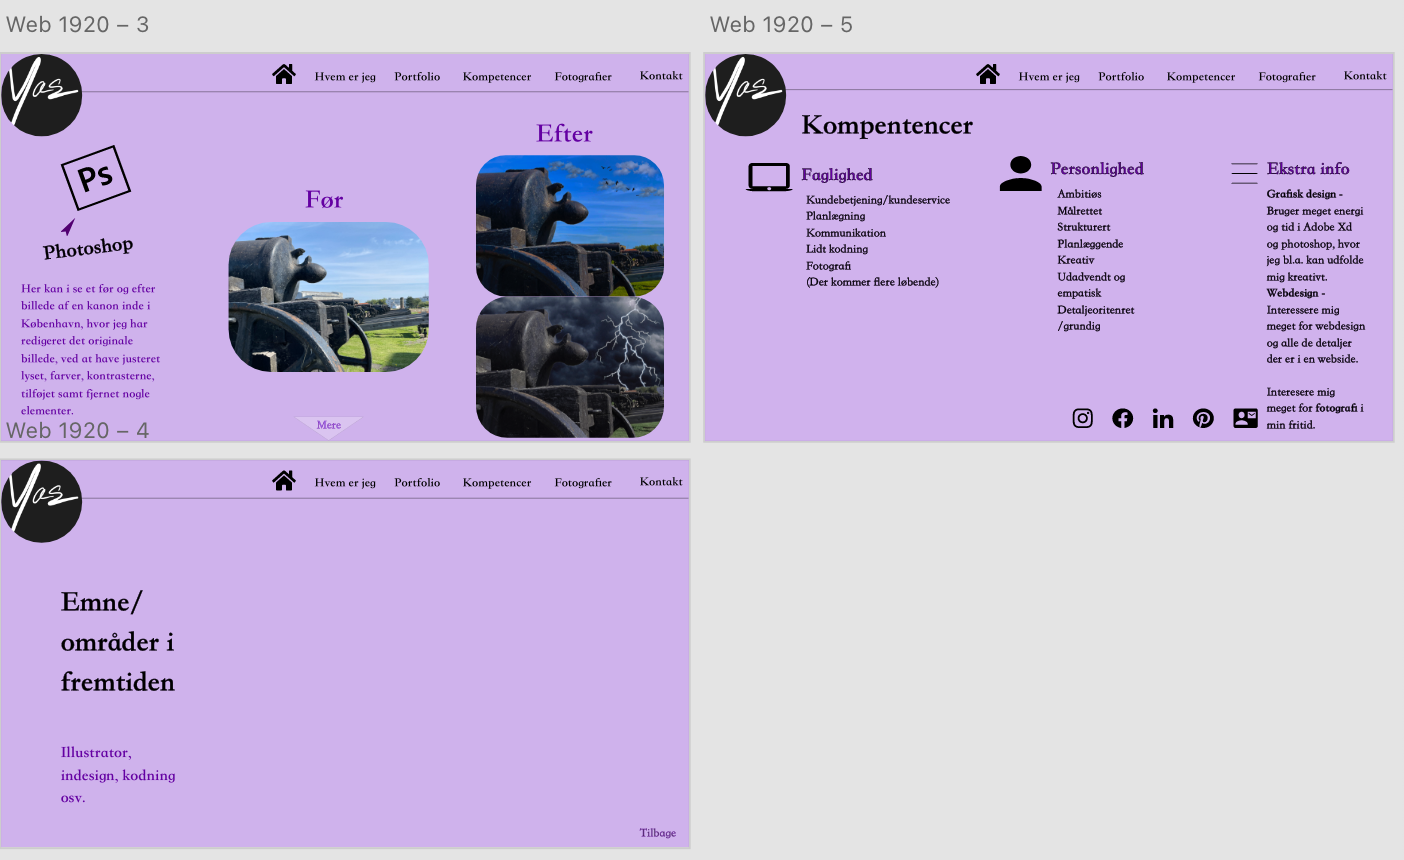 Web 1920 – 3
Yas
Hvem er jeg
Portfolio
Kompetencer
Fotografier
Kontakt
Ps
Photoshop
Her kan i se et før og efter
billede af en kanon inde i
København, hvor jeg har
redigeret det originale
billede, ved at have justeret
lyset, farver, kontrasterne,
tilføjet samt fjernet nogle
elementer.
Før
Efter
Mere
Web 1920 – 5
Yas
Hvem er jeg
Portfolio
Kompetencer
Fotografier
Kontakt
Kompentencer
Faglighed
Kundebetjening/kundeservice
Planlægning
Kommunikation
Lidt kodning
Fotografi
(Der kommer flere løbende)
Personlighed
Ambitiøs
Målrettet
Strukturert
Planlæggende
Kreativ
Udadvendt og
empatisk
Detaljeoritenret
/grundig
Ekstra info
Grafisk design -
Bruger meget energi
og tid i Adobe Xd
og photoshop, hvor
jeg bl.a. kan udfolde
mig kreativt.
Webdesign -
Interessere mig
meget for webdesign
og alle de detaljer
der er i en webside.
Interesere mig
meget for fotografi i
min fritid.
Web 1920 – 4
Yas
Hvem er jeg
Portfolio
Kompetencer
Fotografier
Kontakt
Emne/
områder i
fremtiden
Illustrator,
indesign, kodning
osv.
Tilbage